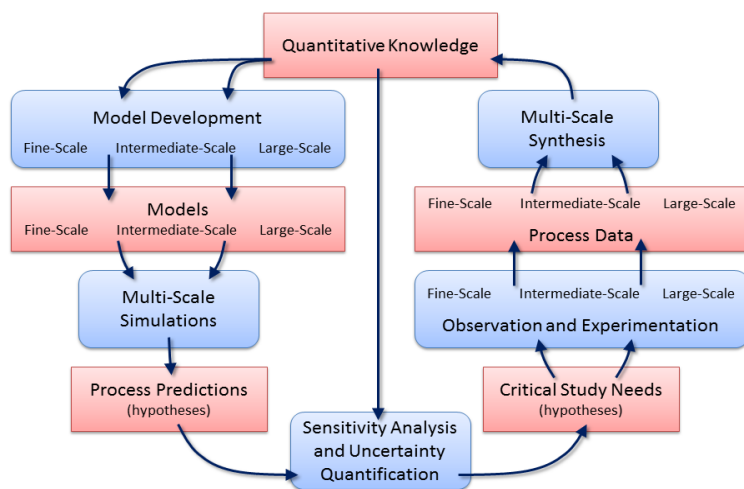 Quantitative Knowledge
Model Development
Fine-Scale Intermediate-Scale Large-Scale
Models
Fine-Scale Intermediate-Scale Large-Scale
Multi-Scale
Simulations
Process Predictions
(hypotheses)
Sensitivity Analysis
and Uncertainty
Quantification
Critical Study Needs
(hypotheses)
Fine-Scale Intermediate-Scale Large-Scale
Observation and Experimentation
Fine-Scale Intermediate-Scale Large-Scale
Process Data
Multi-Scale
Synthesis